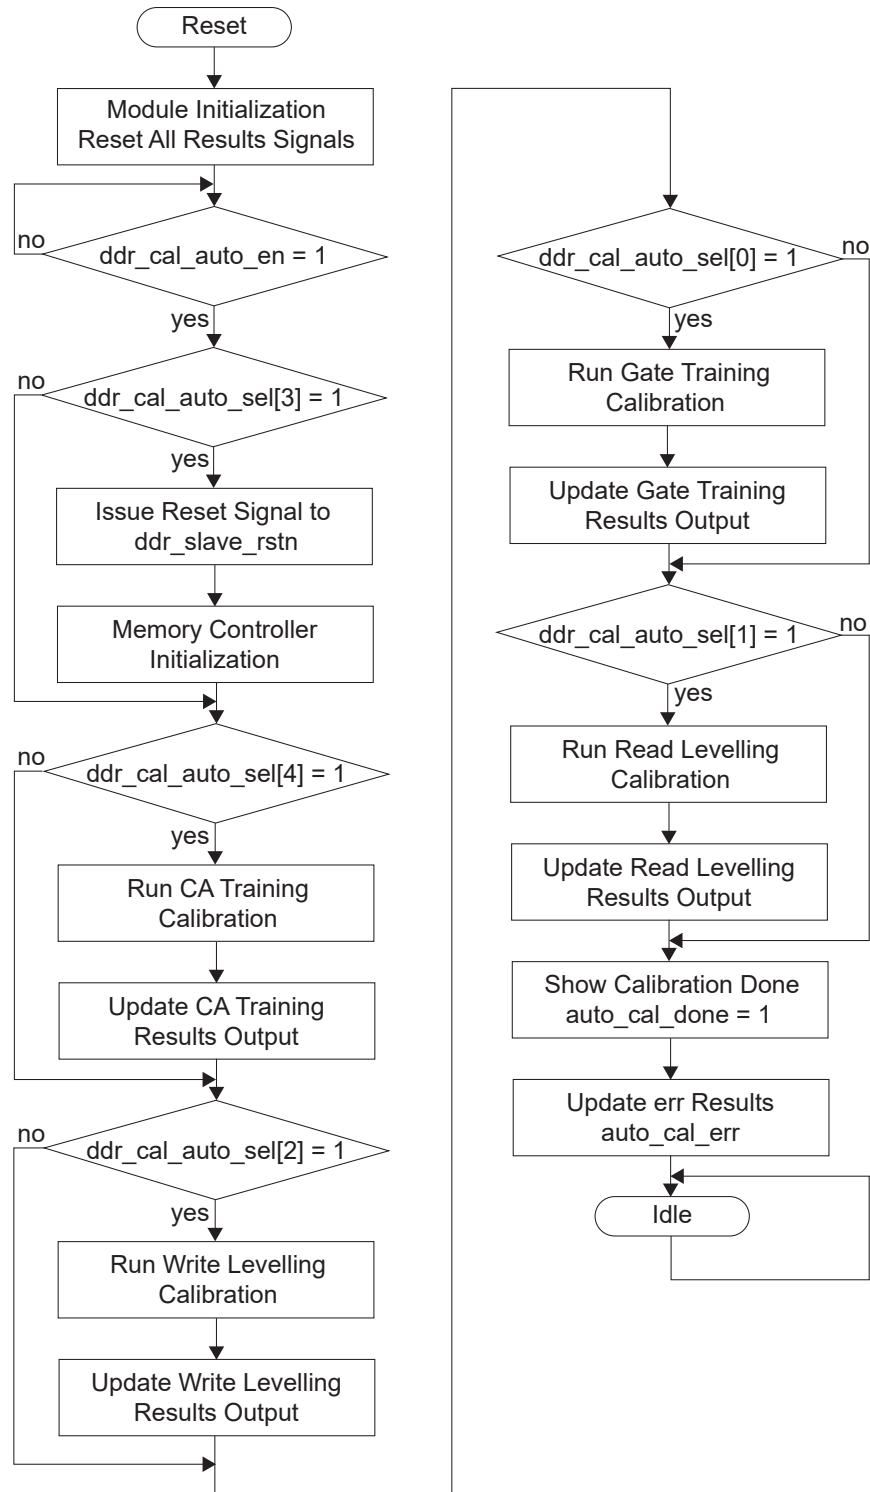 Reset
Module Initialization
Reset All Results Signals
no
ddr_cal_auto_en = 1
yes
no
ddr_cal_auto_sel[3] = 1
yes
Issue Reset Signal to
ddr_slave_rstn
Memory Controller
Initialization
no
ddr_cal_auto_sel[4] = 1
yes
Run CA Training
Calibration
Update CA Training
Results Output
no
ddr_cal_auto_sel[2] = 1
yes
Run Write Levelling
Calibration
Update Write Levelling
Results Output
no
ddr_cal_auto_sel[0] = 1
yes
Run Gate Training
Calibration
Update Gate Training
Results Output
no
ddr_cal_auto_sel[1] = 1
yes
Run Read Levelling
Calibration
Update Read Levelling
Results Output
Show Calibration Done
auto_cal_done = 1
Update err Results
auto_cal_err
Idle